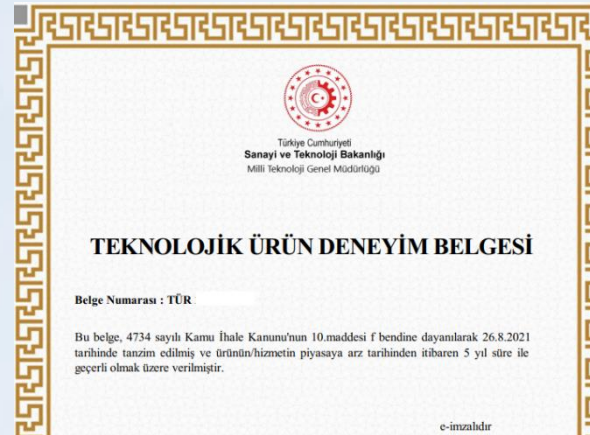 Türkiye Cumhuriyeti
Sanayi ve Teknoloji Bakanlığı
Milli Teknoloji Genel Müdürlüğü
TEKNOLOJİK ÜRÜN DENEYİM BELGESİ
Belge Numarası : TÜR
Bu belge, 4734 sayılı Kamu İhale Kanunu'nun 10.maddesi f bendine dayanılarak 26.8.2021
tarihinde tanzim edilmiş ve ürünün/hizmetin piyasaya arz tarihinden itibaren 5 yıl süre ile
geçerli olmak üzere verilmiştir.
e-imzalıdır